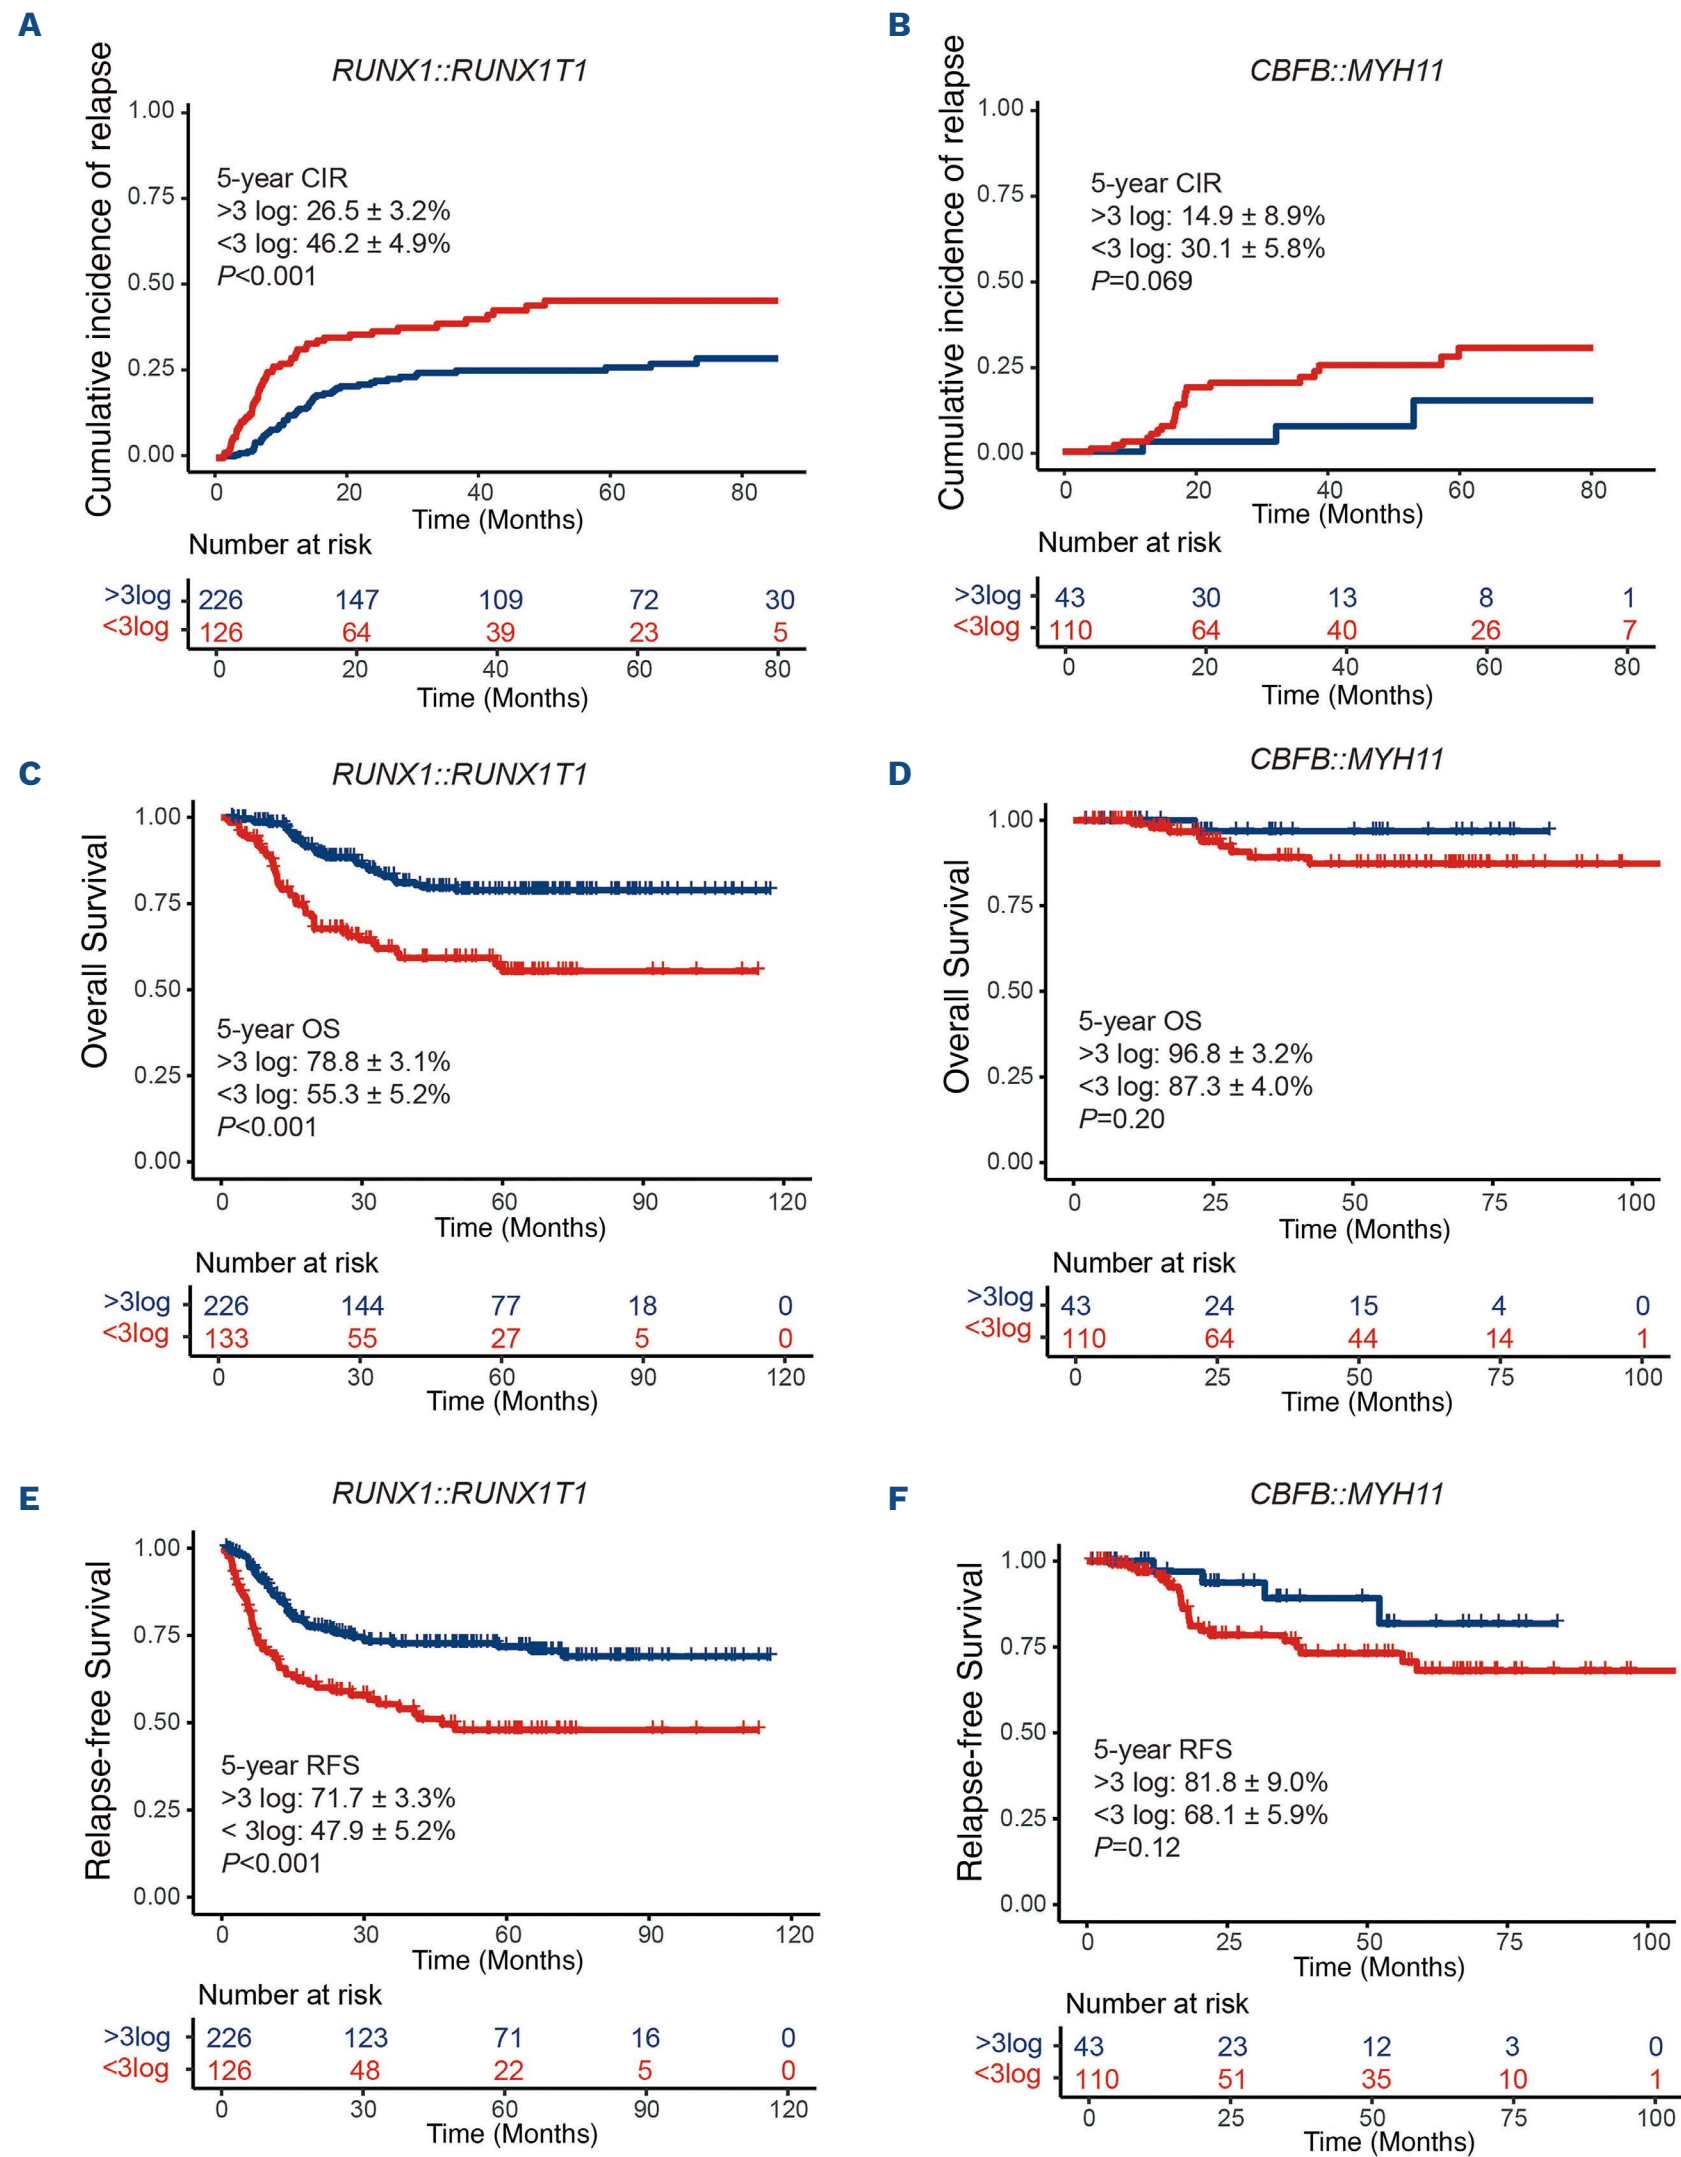 A
RUNX1::RUNX1T1
Cumulative incidence of relapse
1.00
0.75
0.50
0.25
0.00
5-year CIR
>3 log: 26.5 ± 3.2%
<3 log: 46.2 ± 4.9%
P<0.001
0 20 40 60 80
Time (Months)
Number at risk
>3log 226 147 109 72 30
<3log 126 64 39 23 5
0 20 40 60 80
Time (Months)
B
CBFB::MYH11
Cumulative incidence of relapse
1.00
0.75
0.50
0.25
0.00
5-year CIR
>3 log: 14.9 ± 8.9%
<3 log: 30.1 ± 5.8%
P=0.069
0 20 40 60 80
Time (Months)
Number at risk
>3log 43 30 13 8 1
<3log 110 64 40 26 7
0 20 40 60 80
Time (Months)
C
RUNX1::RUNX1T1
Overall Survival
1.00
0.75
0.50
0.25
0.00
5-year OS
>3 log: 78.8 ± 3.1%
<3 log: 55.3 ± 5.2%
P<0.001
0 30 60 90 120
Time (Months)
Number at risk
>3log 226 144 77 18 0
<3log 133 55 27 5 0
0 30 60 90 120
Time (Months)
D
CBFB::MYH11
Overall Survival
1.00
0.75
0.50
0.25
0.00
5-year OS
>3 log: 96.8 ± 3.2%
<3 log: 87.3 ± 4.0%
P=0.20
0 25 50 75 100
Time (Months)
Number at risk
>3log 43 24 15 4 0
<3log 110 64 44 14 1
0 25 50 75 100
Time (Months)
E
RUNX1::RUNX1T1
Relapse-free Survival
1.00
0.75
0.50
0.25
0.00
5-year RFS
>3 log: 71.7 ± 3.3%
< 3log: 47.9 ± 5.2%
P<0.001
0 30 60 90 120
Time (Months)
Number at risk
>3log 226 123 71 16 0
<3log 126 48 22 5 0
0 30 60 90 120
Time (Months)
F
CBFB::MYH11
Relapse-free Survival
1.00
0.75
0.50
0.25
0.00
5-year RFS
>3 log: 81.8 ± 9.0%
<3 log: 68.1 ± 5.9%
P=0.12
0 25 50 75 100
Time (Months)
Number at risk
>3log 43 23 12 3 0
<3log 110 51 35 10 1
0 25 50 75 100
Time (Months)